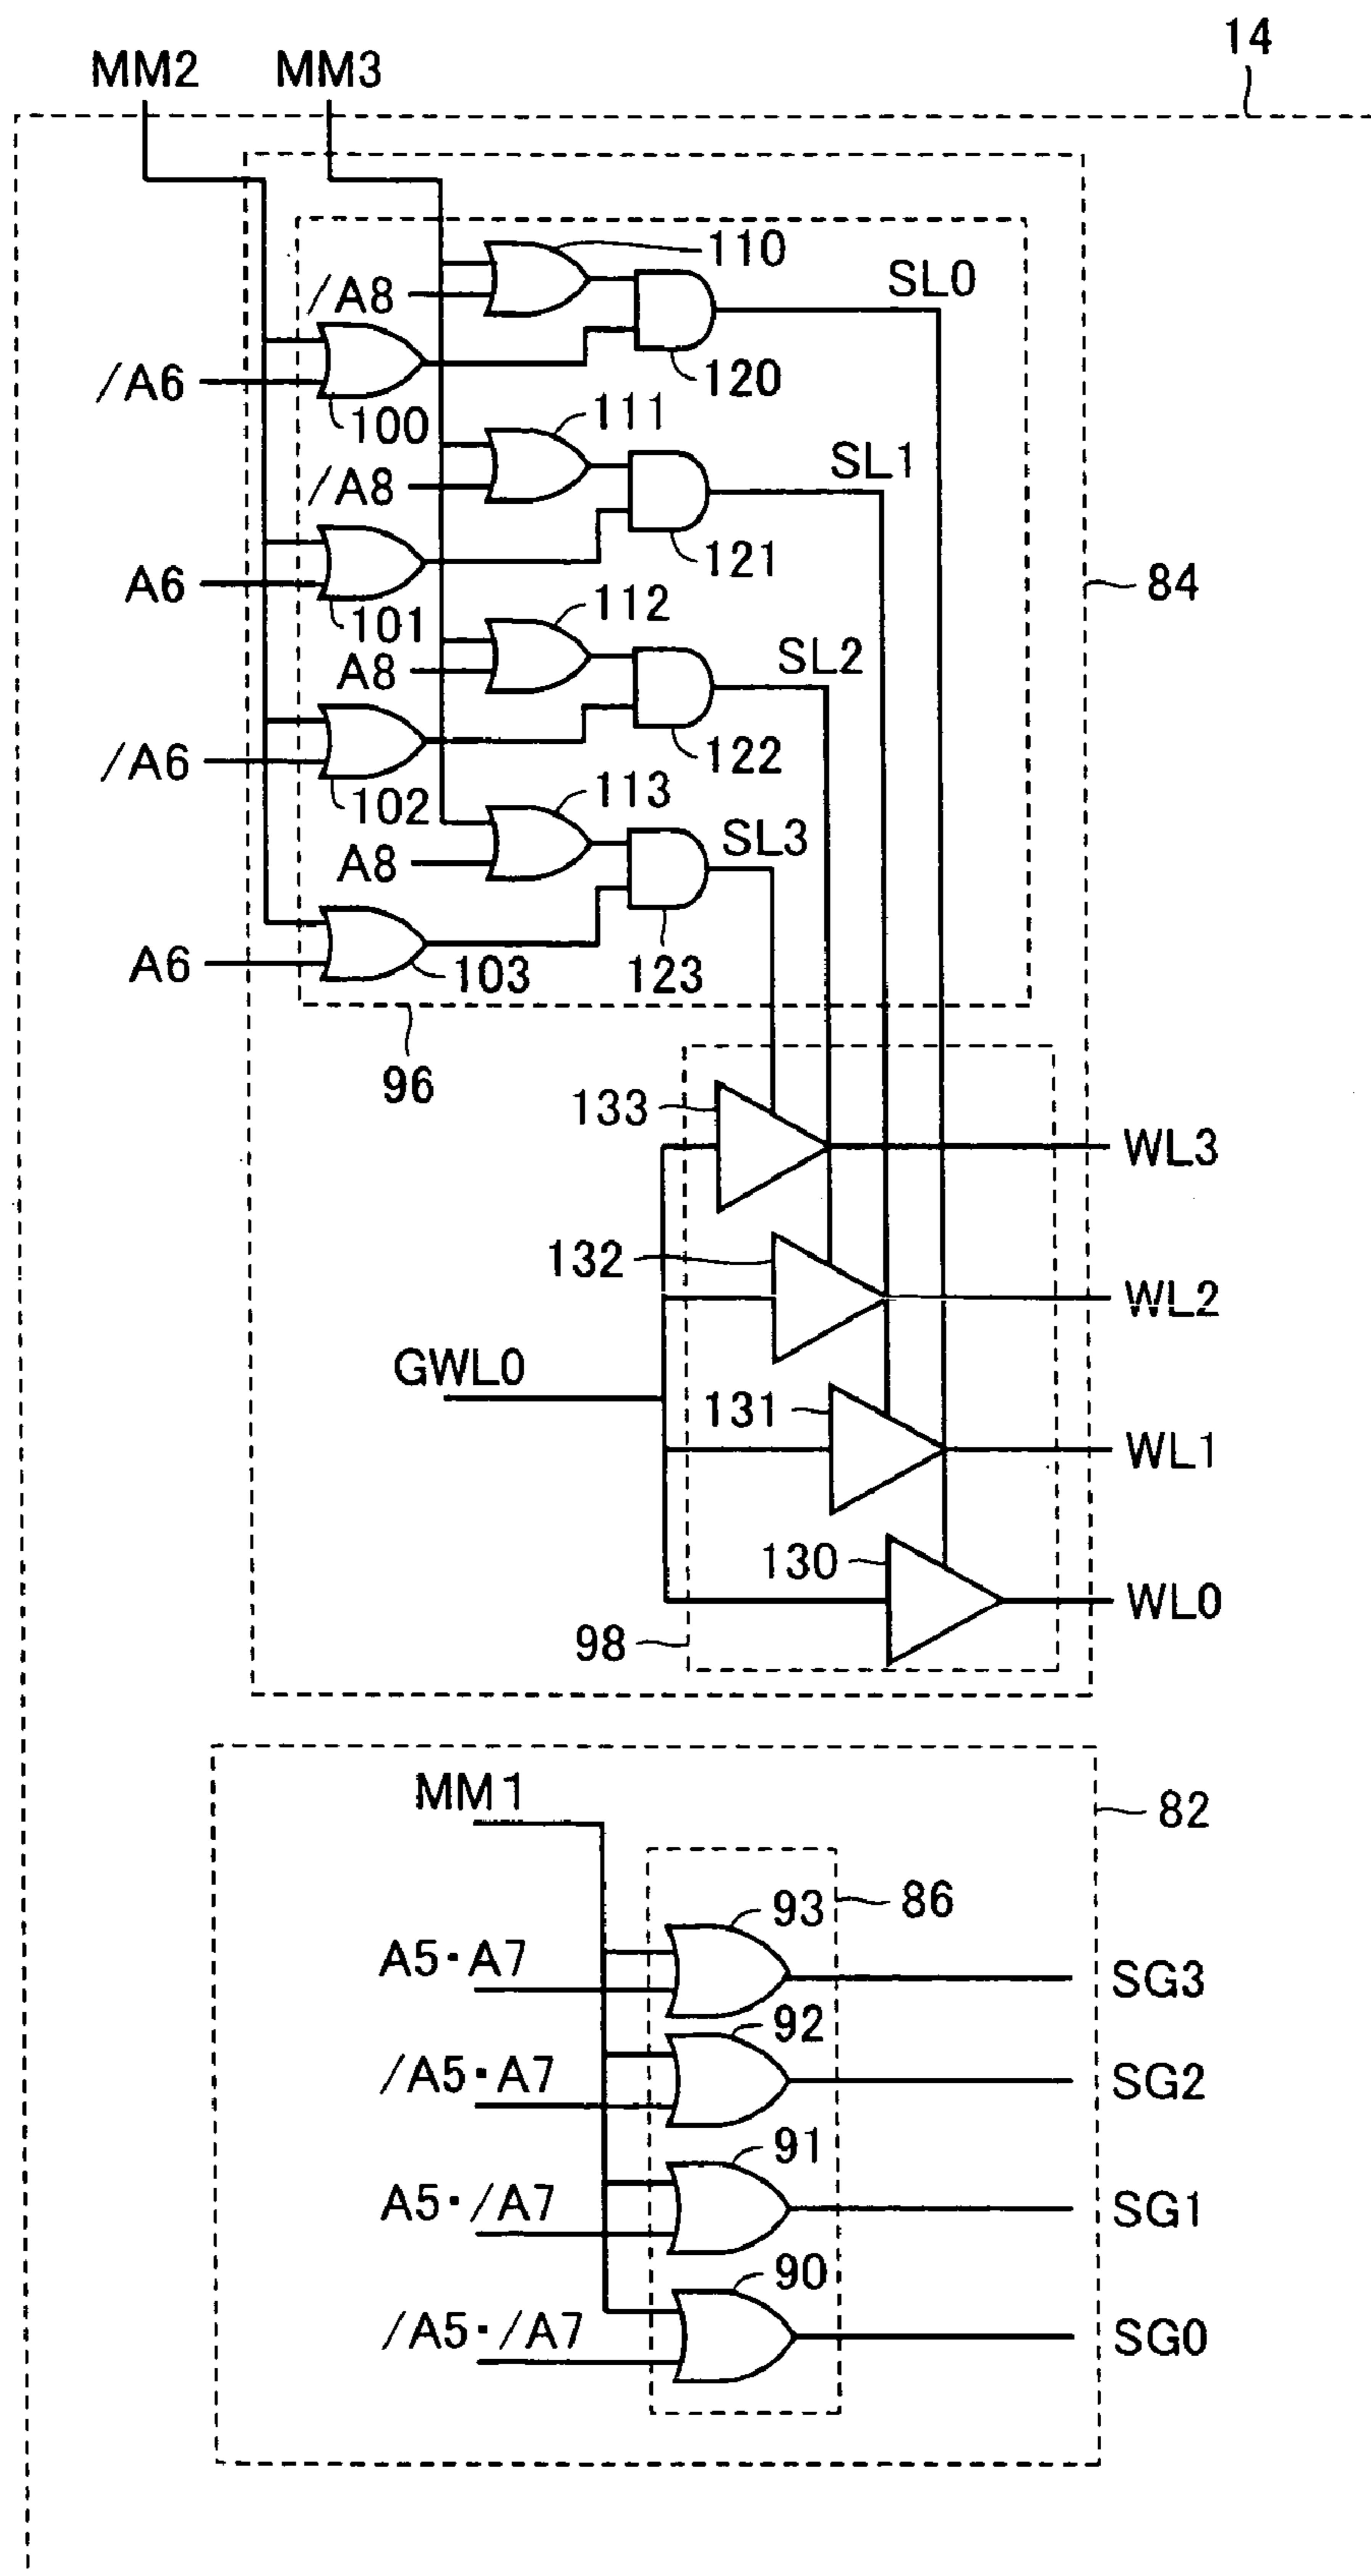 14
MM2 MM3
110
/A8
SL0
/A6
120
100
111
/A8
SL1
A6
121
84
101
112
A8
SL2
/A6
122
102
113
A8
SL3
A6
103
123
96
133
WL3
132
WL2
GWL0
131
WL1
130
WL0
98
MM1
82
86
93
A5·A7
SG3
92
/A5·A7
SG2
91
A5·/A7
SG1
90
/A5·/A7
SG0